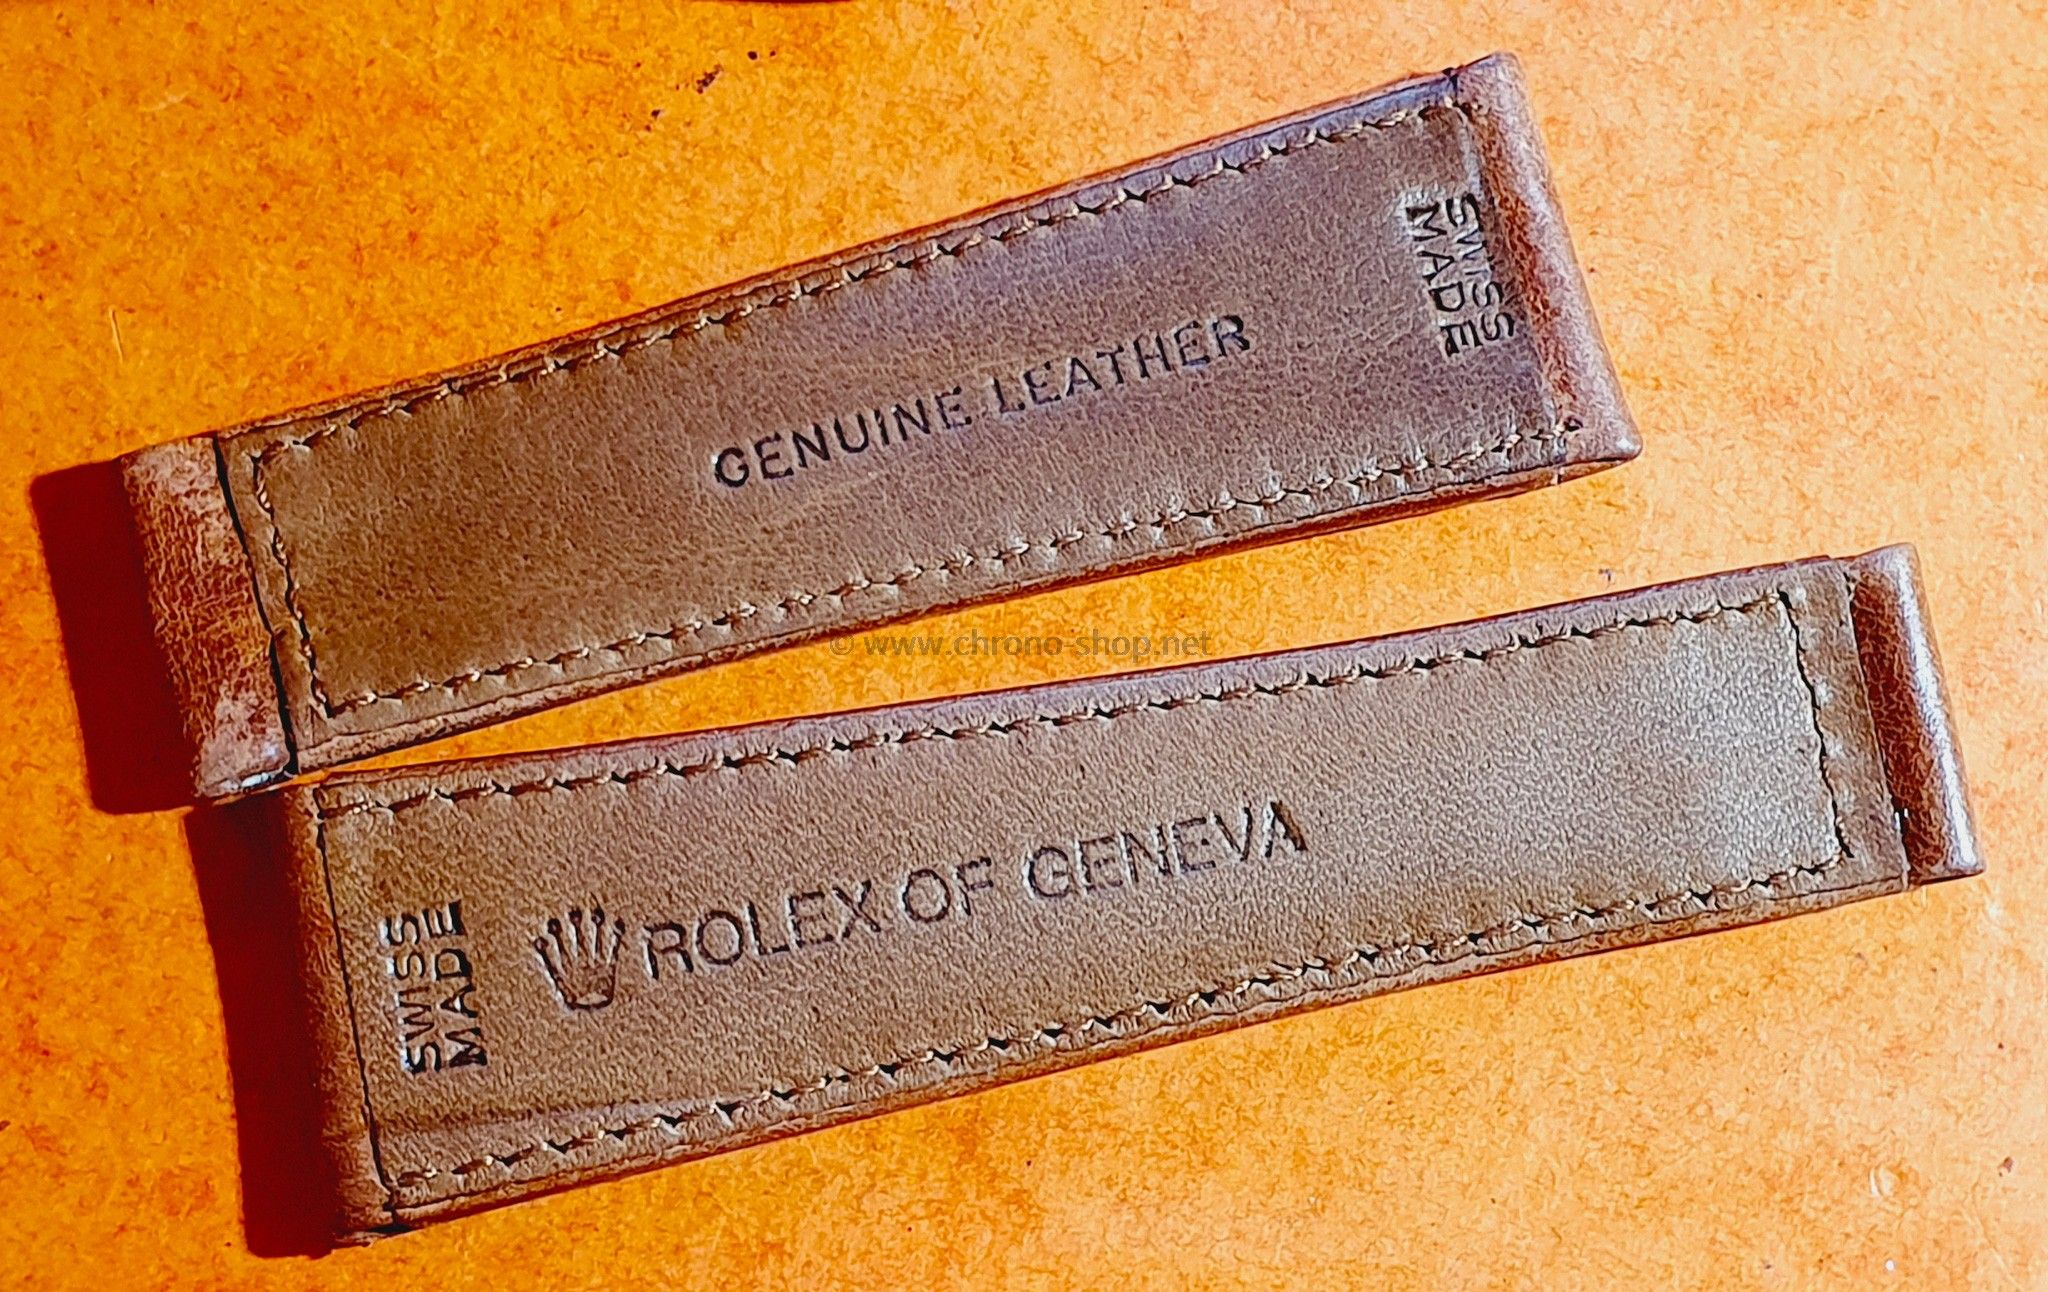 GENUINE LEATHER
SWISS
MADE
© www.chrono-shop.net
SWISS
MADE
ROLEX OF GENEVA